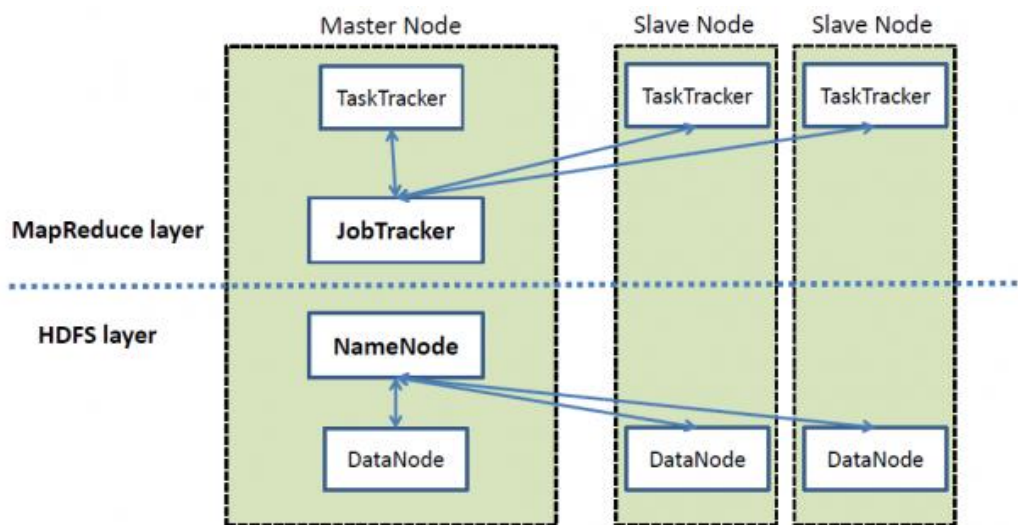 Master Node
Slave Node
Slave Node
TaskTracker
TaskTracker
TaskTracker
MapReduce layer
JobTracker
HDFS layer
NameNode
DataNode
DataNode
DataNode